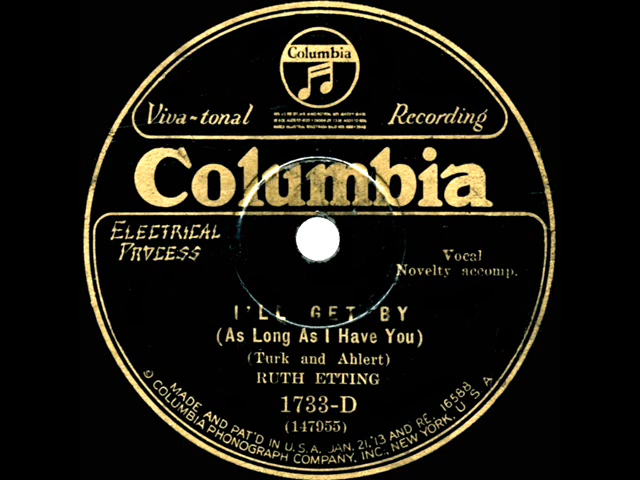 Columbia
Viva-tonal Recording
Columbia
ELECTRICAL
PROCESS
Vocal
Novelty accomp.
I'LL GET BY
(As Long As I Have You)
(Turk and Ahlert)
RUTH ETTING
1733-D
(147955)
MADE AND PAT'D IN U.S.A. JAN. 21,'13 AND RE. 16588
© COLUMBIA PHONOGRAPH COMPANY, INC., NEW YORK, U.S.A.